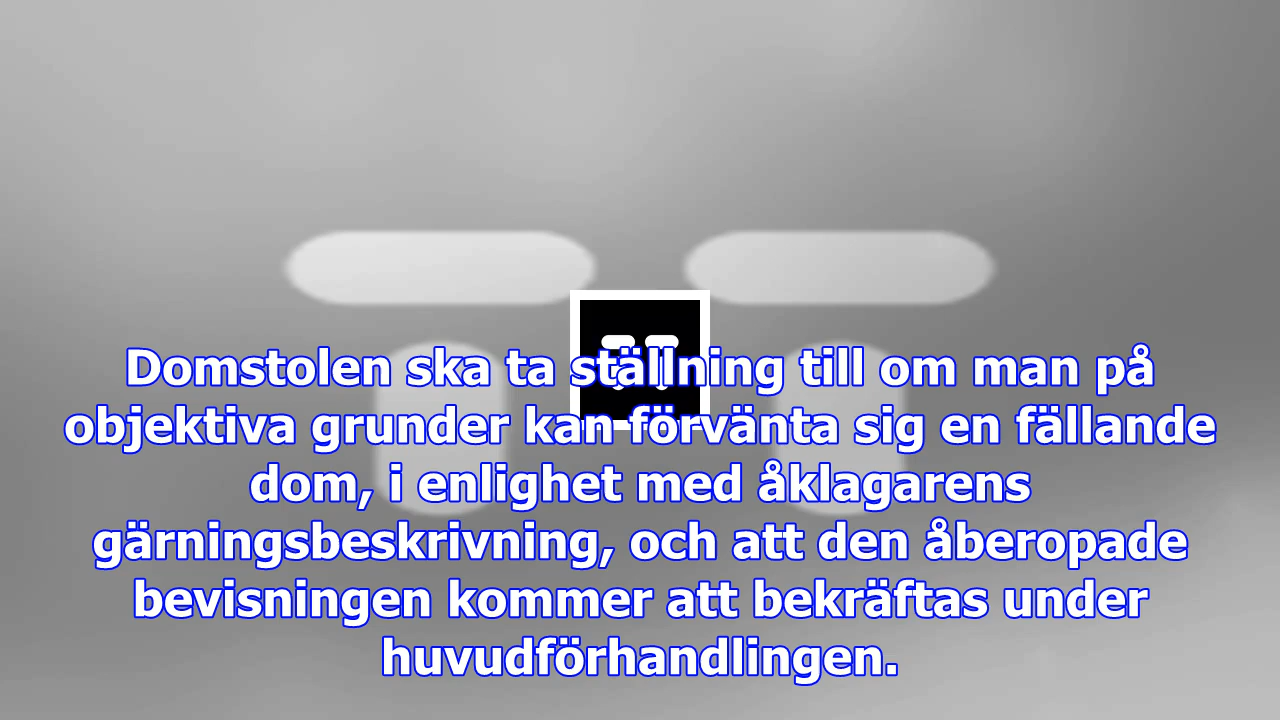 Domstolen ska ta ställning till om man på
objektiva grunder kan förvänta sig en fällande
dom, i enlighet med åklagarens
gärningsbeskrivning, och att den åberopade
bevisningen kommer att bekräftas under
huvudförhandlingen.